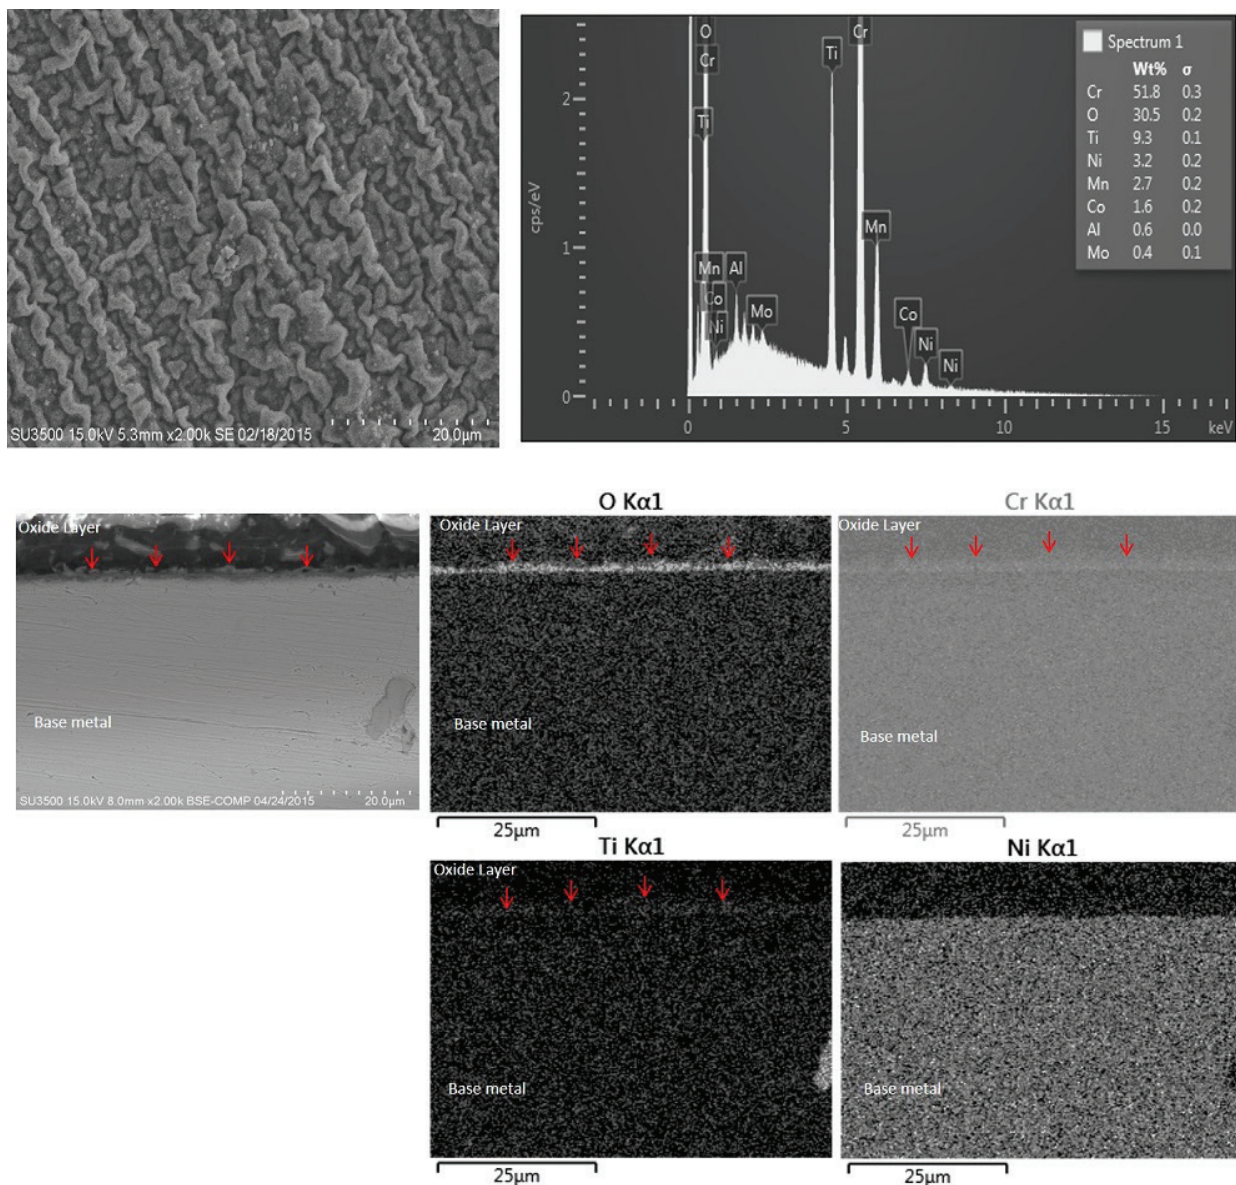 SU3500 15.0kV 5.3mm x2.00k SE 02/18/2015 20.0µm
cps/eV
2
1
0
O
Cr
Ti
Mn
Co
Ni
Al
Mo
Ti
Cr
Mn
Co
Ni
Ni
0 5 10 15 keV
Spectrum 1
Wt% σ
Cr 51.8 0.3
O 30.5 0.2
Ti 9.3 0.1
Ni 3.2 0.2
Mn 2.7 0.2
Co 1.6 0.2
Al 0.6 0.0
Mo 0.4 0.1
Oxide Layer
Base metal
SU3500 15.0kV 8.0mm x2.00k BSE-COMP 04/24/2015 20.0µm
O Kα1
Oxide Layer
Base metal
25µm
Cr Kα1
Oxide Layer
Base metal
25µm
Ti Kα1
Oxide Layer
Base metal
25µm
Ni Kα1
Base metal
25µm